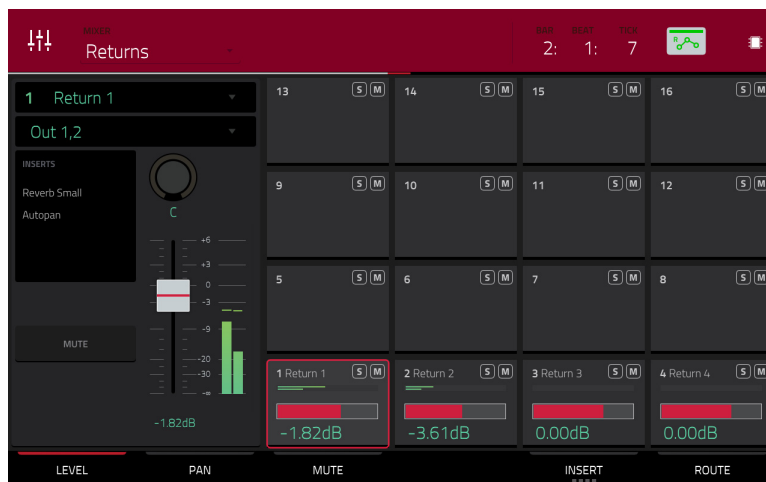 MIXER
Returns
BAR BEAT TICK
2: 1: 7
R
1 Return 1
Out 1,2
INSERTS
Reverb Small
Autopan
C
+6
+3
0
-3
-9
-20
-30
-∞
MUTE
-1.82dB
13 S M
14 S M
15 S M
16 S M
9 S M
10 S M
11 S M
12 S M
5 S M
6 S M
7 S M
8 S M
1 Return 1 S M
-1.82dB
2 Return 2 S M
-3.61dB
3 Return 3 S M
0.00dB
4 Return 4 S M
0.00dB
LEVEL
PAN
MUTE
INSERT
ROUTE